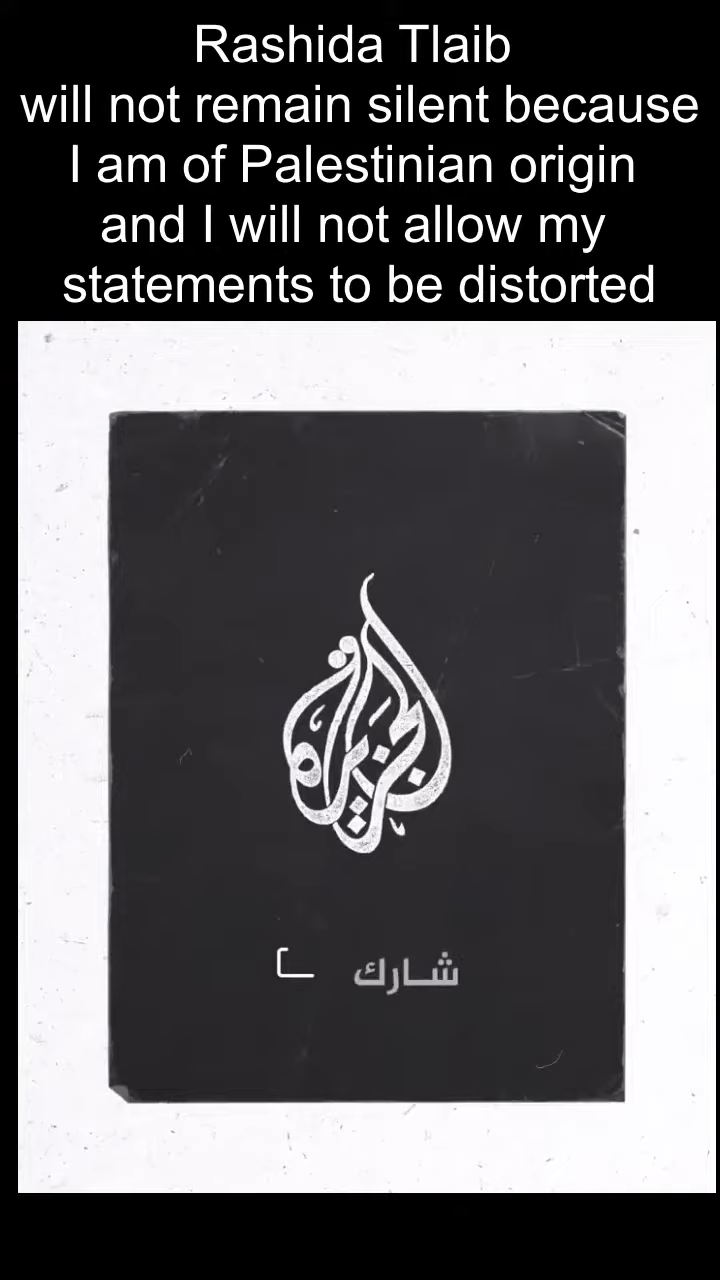 Rashida Tlaib
will not remain silent because
I am of Palestinian origin
and I will not allow my
statements to be distorted
الجزيرة
شارك